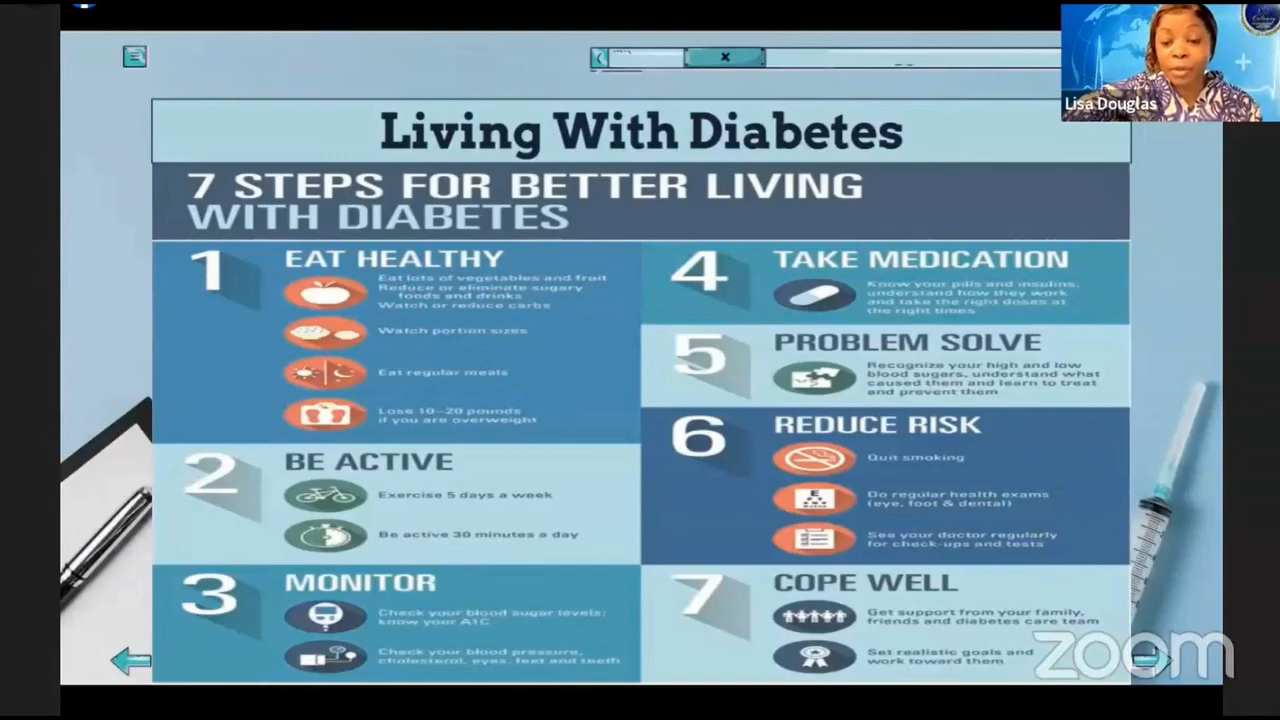 Lisa Douglas
Living With Diabetes
7 STEPS FOR BETTER LIVING
WITH DIABETES
1
EAT HEALTHY
Eat lots of vegetables and fruit
Reduce or eliminate sugary
foods and drinks
Watch or reduce carbs
Watch portion sizes
Eat regular meals
Lose 10–20 pounds
if you are overweight
2
BE ACTIVE
Exercise 5 days a week
Be active 30 minutes a day
3
MONITOR
Check your blood sugar levels;
know your A1C
Check your blood pressure,
cholesterol, eyes, feet and teeth
4
TAKE MEDICATION
Know your pills and insulins,
understand how they work
and take the right doses at
the right times
5
PROBLEM SOLVE
Recognize your high and low
blood sugars, understand what
caused them and learn to treat
and prevent them
6
REDUCE RISK
Quit smoking
Do regular health exams
(eye, foot & dental)
See your doctor regularly
for check-ups and tests
7
COPE WELL
Get support from your family,
friends and diabetes care team
Set realistic goals and
work toward them
zoom